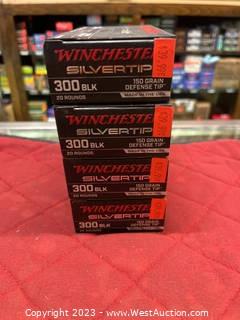 WINCHESTER
SILVERTIP
300 BLK
150 GRAIN
DEFENSE TIP
20 ROUNDS
WINCHESTER
SILVERTIP
300 BLK
150 GRAIN
DEFENSE TIP
20 ROUNDS
WINCHESTER
SILVERTIP
300 BLK
150 GRAIN
DEFENSE TIP
20 ROUNDS
WINCHESTER
SILVERTIP
300 BLK
150 GRAIN
DEFENSE TIP
Copyright © 2023 - www.WestAuction.com